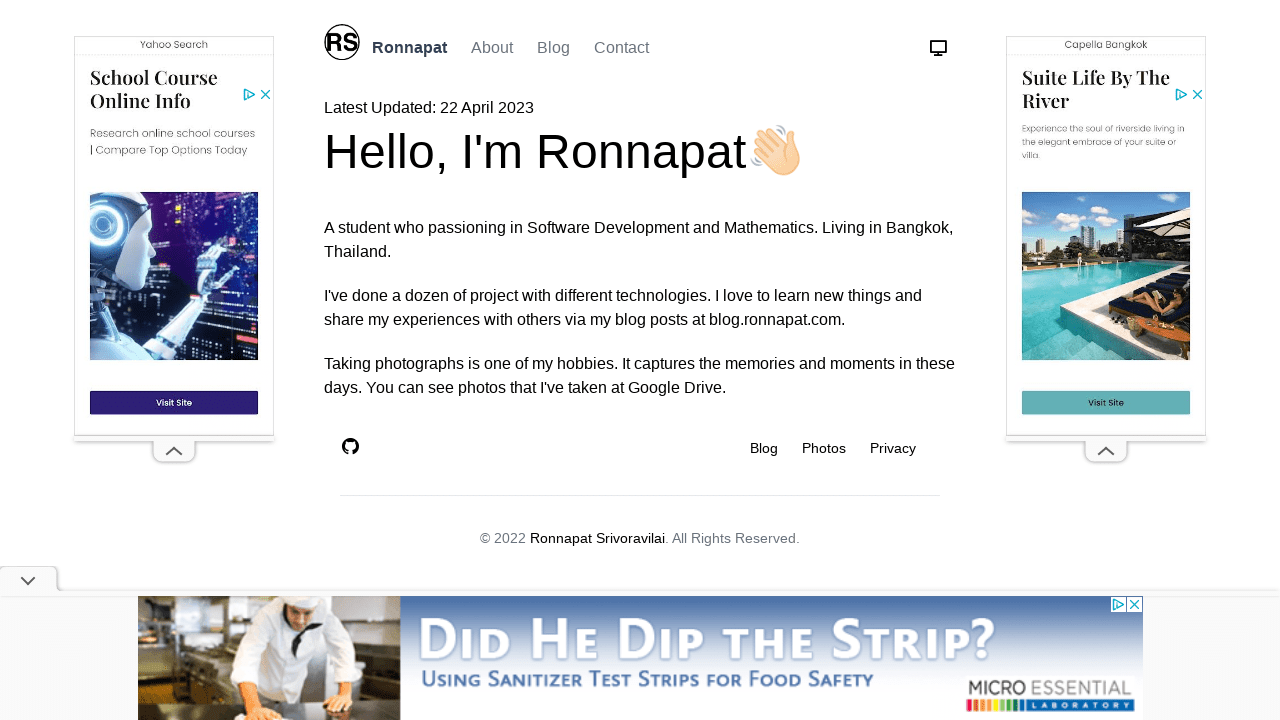 RS
Ronnapat About Blog Contact
Latest Updated: 22 April 2023
Hello, I'm Ronnapat
A student who passioning in Software Development and Mathematics. Living in Bangkok,
Thailand.
I've done a dozen of project with different technologies. I love to learn new things and
share my experiences with others via my blog posts at blog.ronnapat.com.
Taking photographs is one of my hobbies. It captures the memories and moments in these
days. You can see photos that I've taken at Google Drive.
Blog Photos Privacy
© 2022 Ronnapat Srivoravilai. All Rights Reserved.
Yahoo Search
School Course
Online Info
Research online school courses
| Compare Top Options Today
Visit Site
Capella Bangkok
Suite Life By The
River
Experience the soul of riverside living in
the elegant embrace of your suite or
villa.
Visit Site
Did He Dip the Strip?
Using Sanitizer Test Strips for Food Safety
MICRO ESSENTIAL
LABORATORY